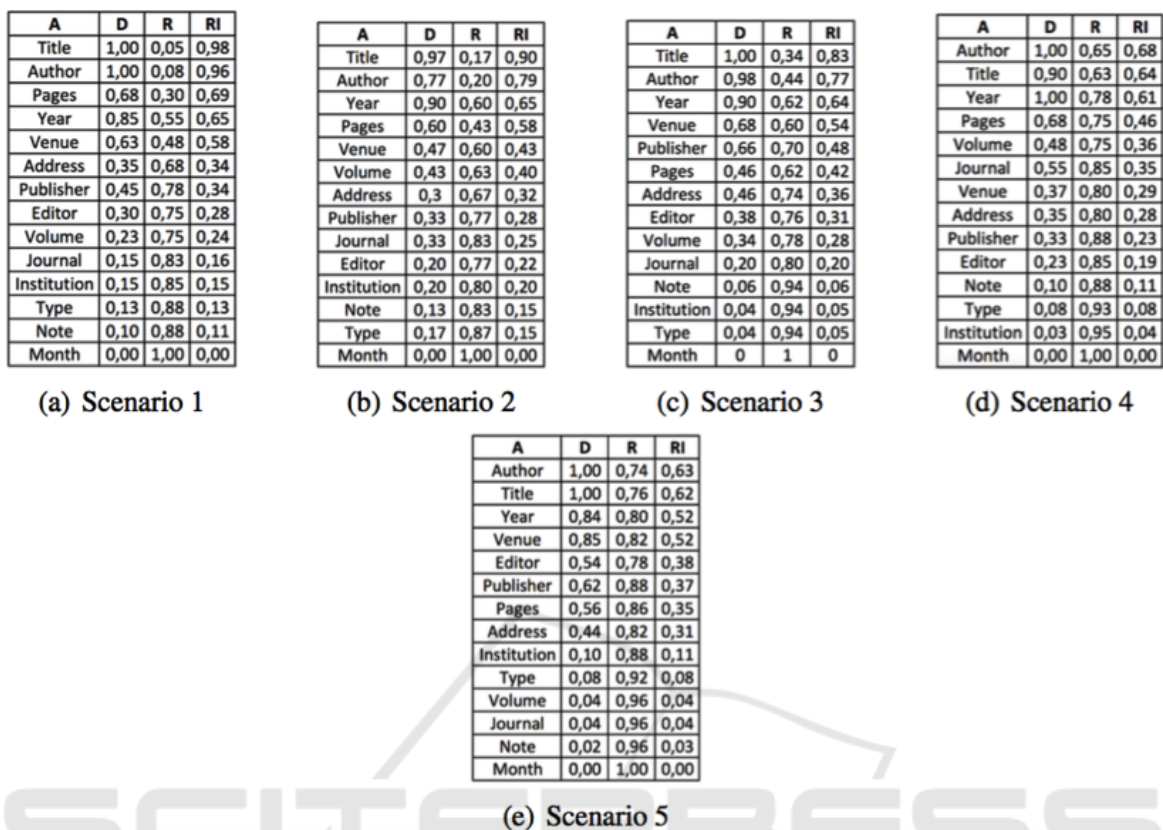 A D R RI
Title 1,00 0,05 0,98
Author 1,00 0,08 0,96
Pages 0,68 0,30 0,69
Year 0,85 0,55 0,65
Venue 0,63 0,48 0,58
Address 0,35 0,68 0,34
Publisher 0,45 0,78 0,34
Editor 0,30 0,75 0,28
Volume 0,23 0,75 0,24
Journal 0,15 0,83 0,16
Institution 0,15 0,85 0,15
Type 0,13 0,88 0,13
Note 0,10 0,88 0,11
Month 0,00 1,00 0,00
(a) Scenario 1
A D R RI
Title 0,97 0,17 0,90
Author 0,77 0,20 0,79
Year 0,90 0,60 0,65
Pages 0,60 0,43 0,58
Venue 0,47 0,60 0,43
Volume 0,43 0,63 0,40
Address 0,3 0,67 0,32
Publisher 0,33 0,77 0,28
Journal 0,33 0,83 0,25
Editor 0,20 0,77 0,22
Institution 0,20 0,80 0,20
Note 0,13 0,83 0,15
Type 0,17 0,87 0,15
Month 0,00 1,00 0,00
(b) Scenario 2
A D R RI
Title 1,00 0,34 0,83
Author 0,98 0,44 0,77
Year 0,90 0,62 0,64
Venue 0,68 0,60 0,54
Publisher 0,66 0,70 0,48
Pages 0,46 0,62 0,42
Address 0,46 0,74 0,36
Editor 0,38 0,76 0,31
Volume 0,34 0,78 0,28
Journal 0,20 0,80 0,20
Note 0,06 0,94 0,06
Institution 0,04 0,94 0,05
Type 0,04 0,94 0,05
Month 0 1 0
(c) Scenario 3
A D R RI
Author 1,00 0,65 0,68
Title 0,90 0,63 0,64
Year 1,00 0,78 0,61
Pages 0,68 0,75 0,46
Volume 0,48 0,75 0,36
Journal 0,55 0,85 0,35
Venue 0,37 0,80 0,29
Address 0,35 0,80 0,28
Publisher 0,33 0,88 0,23
Editor 0,23 0,85 0,19
Note 0,10 0,88 0,11
Type 0,08 0,93 0,08
Institution 0,03 0,95 0,04
Month 0,00 1,00 0,00
(d) Scenario 4
A D R RI
Author 1,00 0,74 0,63
Title 1,00 0,76 0,62
Year 0,84 0,80 0,52
Venue 0,85 0,82 0,52
Editor 0,54 0,78 0,38
Publisher 0,62 0,88 0,37
Pages 0,56 0,86 0,35
Address 0,44 0,82 0,31
Institution 0,10 0,88 0,11
Type 0,08 0,92 0,08
Volume 0,04 0,96 0,04
Journal 0,04 0,96 0,04
Note 0,02 0,96 0,03
Month 0,00 1,00 0,00
(e) Scenario 5